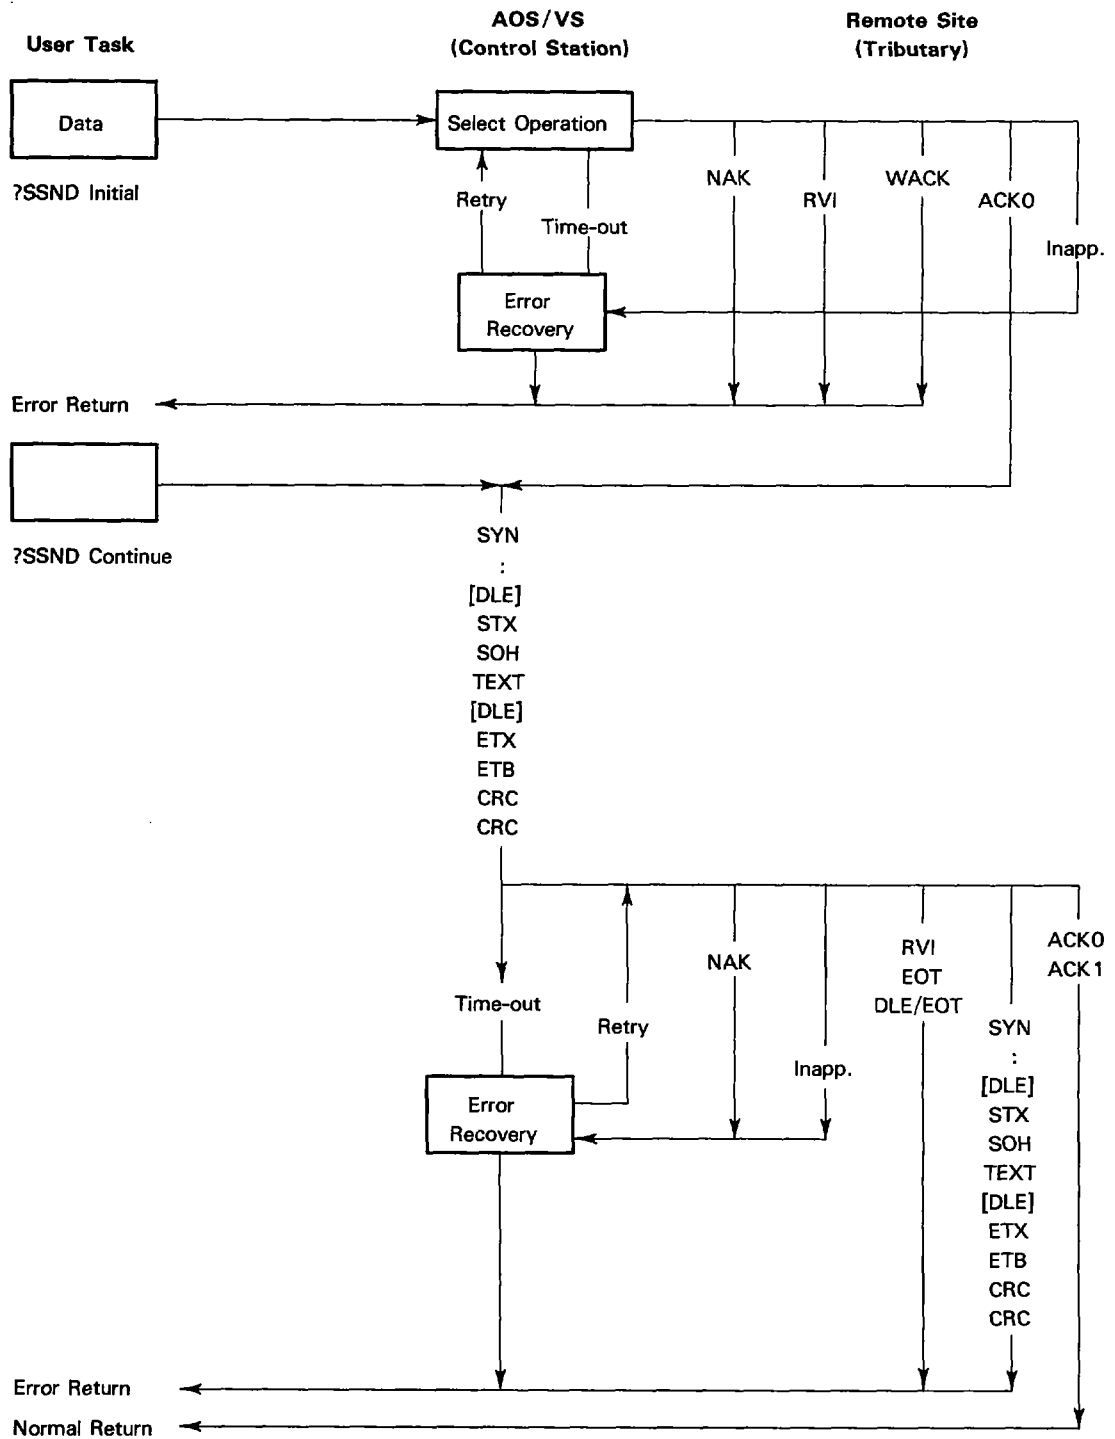 User Task
AOS/VS
(Control Station)
Remote Site
(Tributary)
Data
Select Operation
?SSND Initial
Retry
Time-out
NAK
RVI
WACK
ACK0
Inapp.
Error
Recovery
Error Return
?SSND Continue
SYN
:
[DLE]
STX
SOH
TEXT
[DLE]
ETX
ETB
CRC
CRC
Time-out
Retry
NAK
Inapp.
RVI
EOT
DLE/EOT
ACK0
ACK1
SYN
:
[DLE]
STX
SOH
TEXT
[DLE]
ETX
ETB
CRC
CRC
Error
Recovery
Error Return
Normal Return